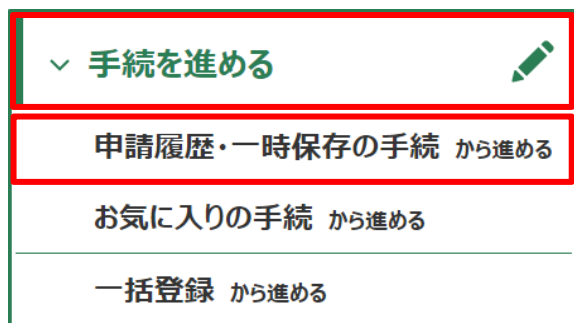 手続を進める
申請履歴・一時保存の手続 から進める
お気に入りの手続 から進める
一括登録 から進める